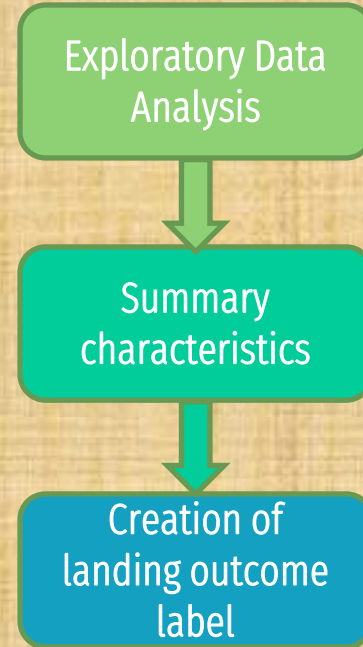 Exploratory Data
Analysis
Summary
characteristics
Creation of
landing outcome
label